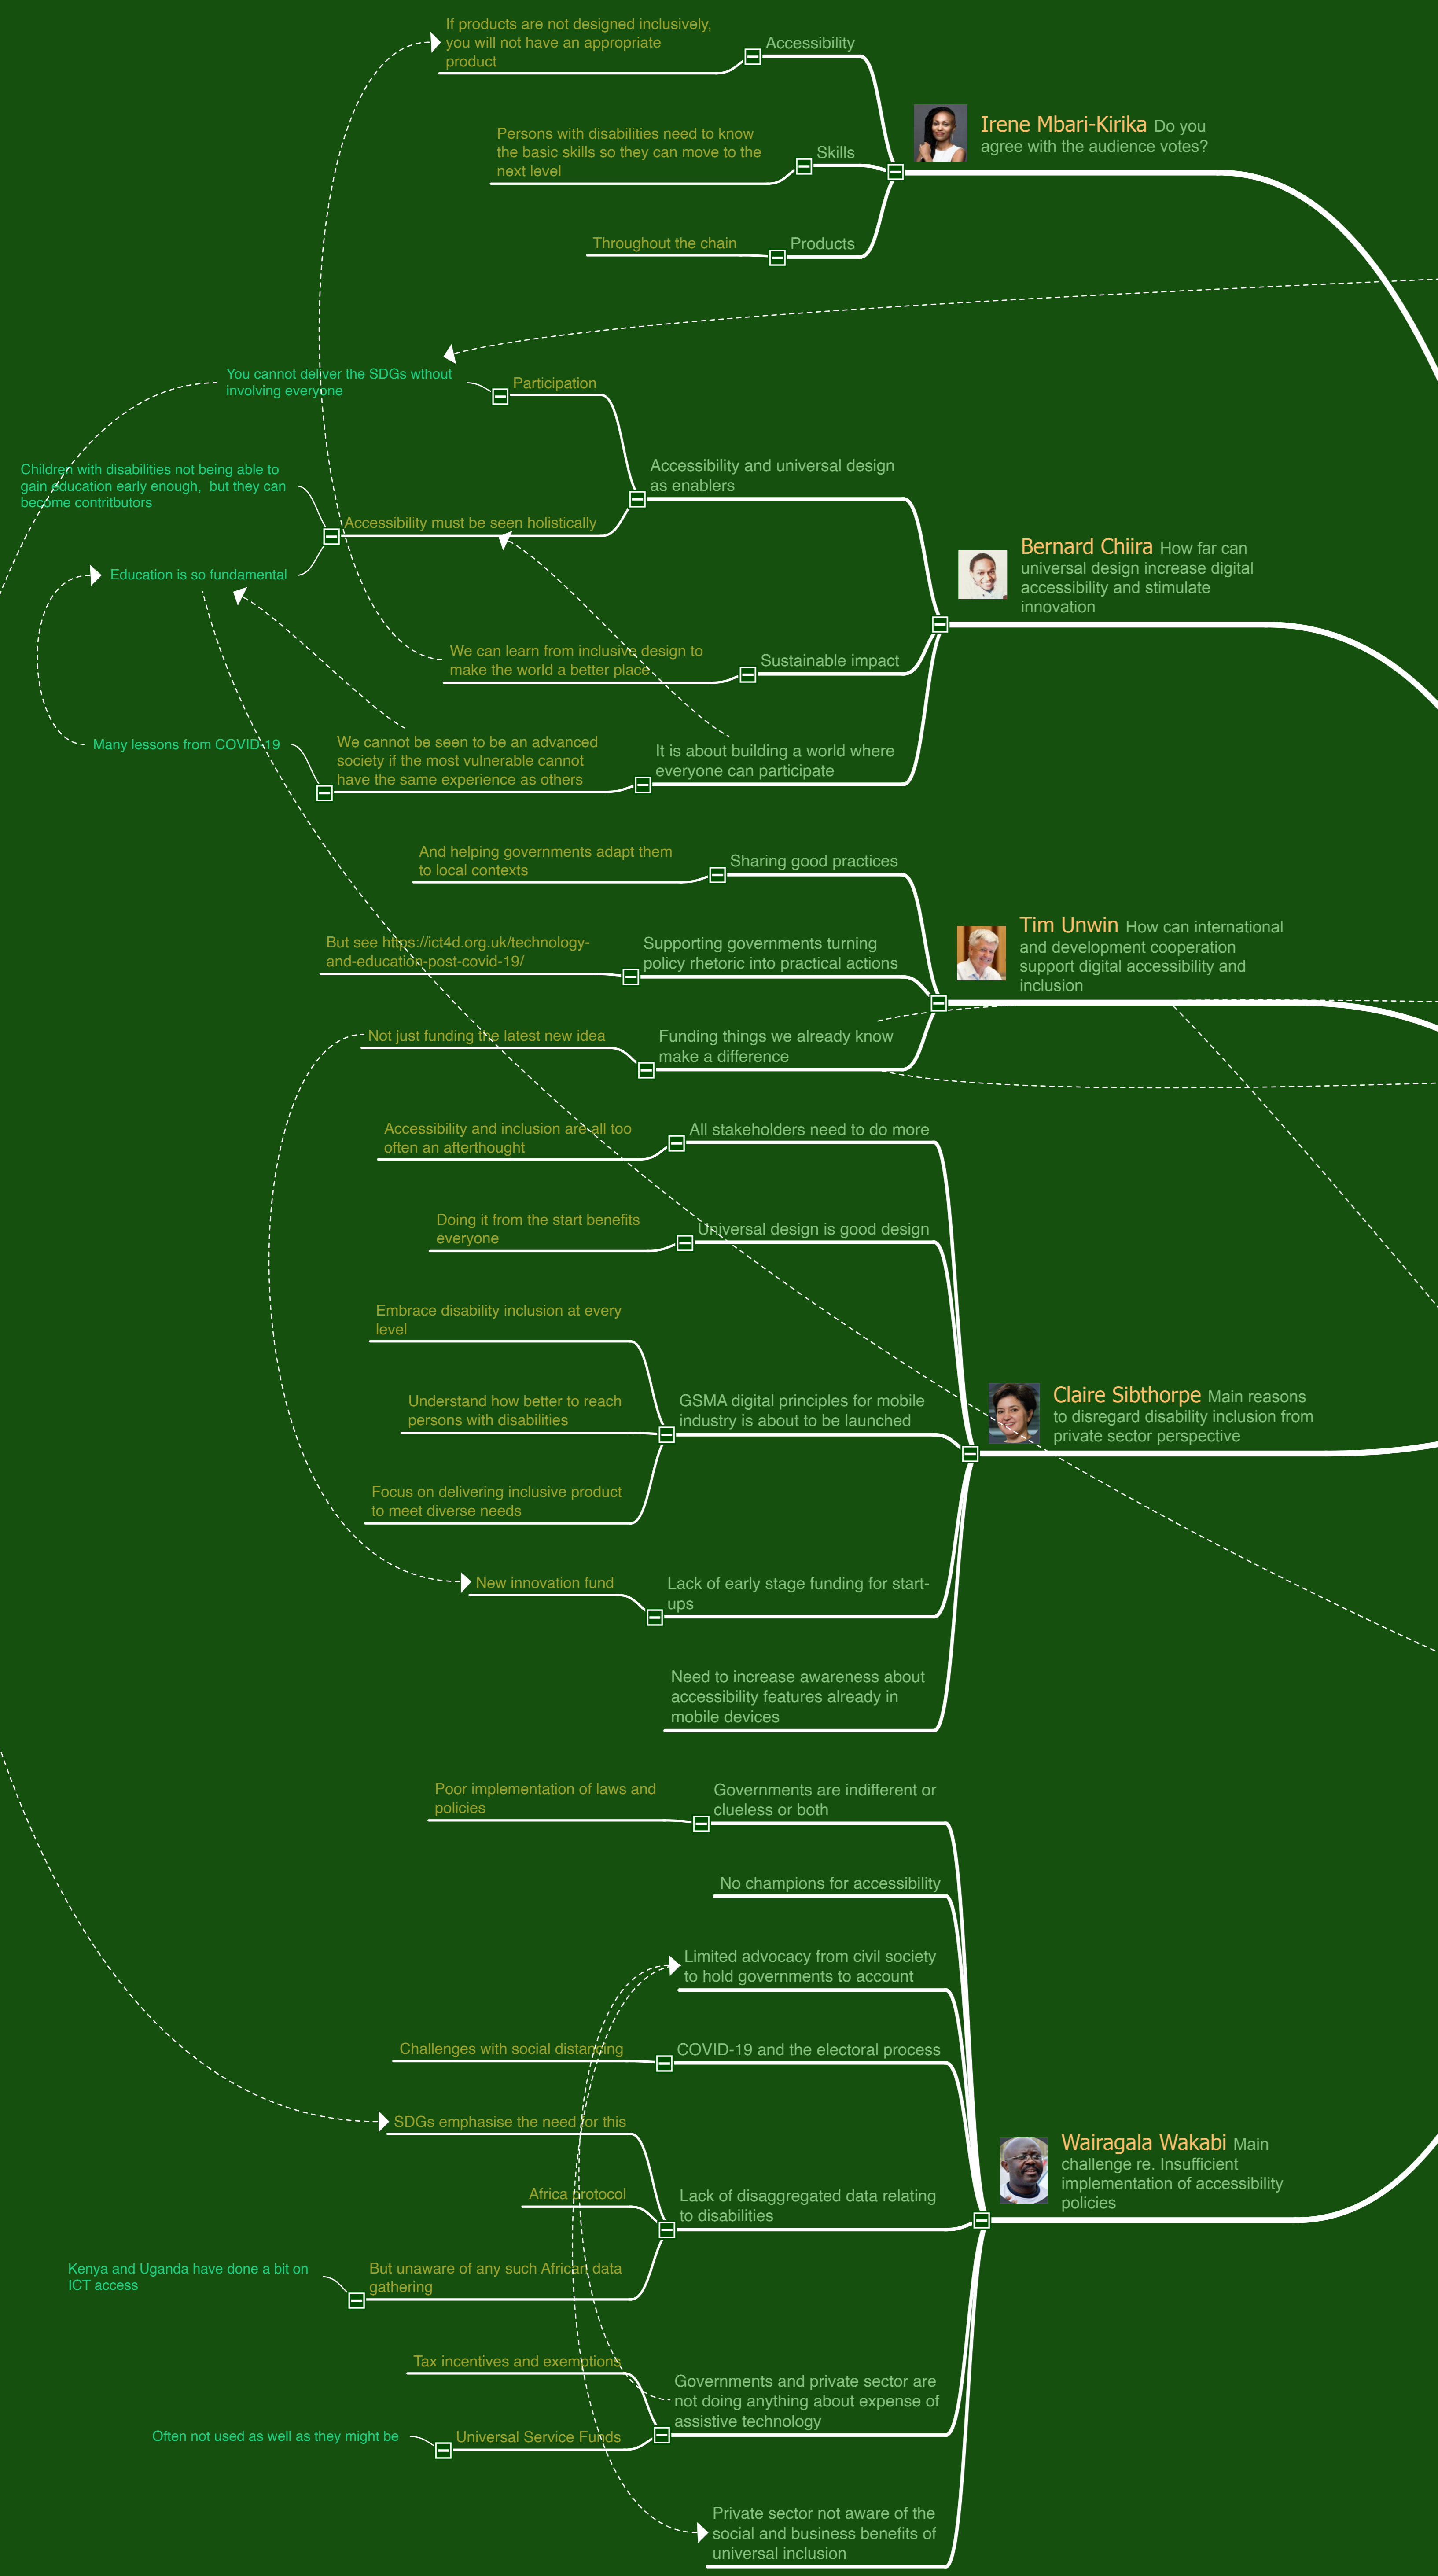 If products are not designed inclusively,
you will not have an appropriate
product
Accessibility
Irene Mbari-Kirika Do you
agree with the audience votes?
Persons with disabilities need to know
the basic skills so they can move to the
next level
Skills
Throughout the chain
Products
You cannot deliver the SDGs wthout
involving everyone
Participation
Children with disabilities not being able to
gain education early enough,  but they can
become contritbutors
Accessibility and universal design
as enablers
Accessibility must be seen holistically
Education is so fundamental
Bernard Chiira How far can
universal design increase digital
accessibility and stimulate
innovation
We can learn from inclusive design to
make the world a better place
Sustainable impact
Many lessons from COVID-19
We cannot be seen to be an advanced
society if the most vulnerable cannot
have the same experience as others
It is about building a world where
everyone can participate
And helping governments adapt them
to local contexts
Sharing good practices
But see https://ict4d.org.uk/technology-
and-education-post-covid-19/
Supporting governments turning
policy rhetoric into practical actions
Tim Unwin How can international
and development cooperation
support digital accessibility and
inclusion
Not just funding the latest new idea
Funding things we already know
make a difference
Accessibility and inclusion are all too
often an afterthought
All stakeholders need to do more
Doing it from the start benefits
everyone
Universal design is good design
Embrace disability inclusion at every
level
Understand how better to reach
persons with disabilities
GSMA digital principles for mobile
industry is about to be launched
Claire Sibthorpe Main reasons
to disregard disability inclusion from
private sector perspective
Focus on delivering inclusive product
to meet diverse needs
New innovation fund
Lack of early stage funding for start-
ups
Need to increase awareness about
accessibility features already in
mobile devices
Poor implementation of laws and
policies
Governments are indifferent or
clueless or both
No champions for accessibility
Limited advocacy from civil society
to hold governments to account
Challenges with social distancing
COVID-19 and the electoral process
SDGs emphasise the need for this
Africa protocol
Lack of disaggregated data relating
to disabilities
Wairagala Wakabi Main
challenge re. Insufficient
implementation of accessibility
policies
Kenya and Uganda have done a bit on
ICT access
But unaware of any such African data
gathering
Tax incentives and exemptions
Governments and private sector are
not doing anything about expense of
assistive technology
Often not used as well as they might be
Universal Service Funds
Private sector not aware of the
social and business benefits of
universal inclusion